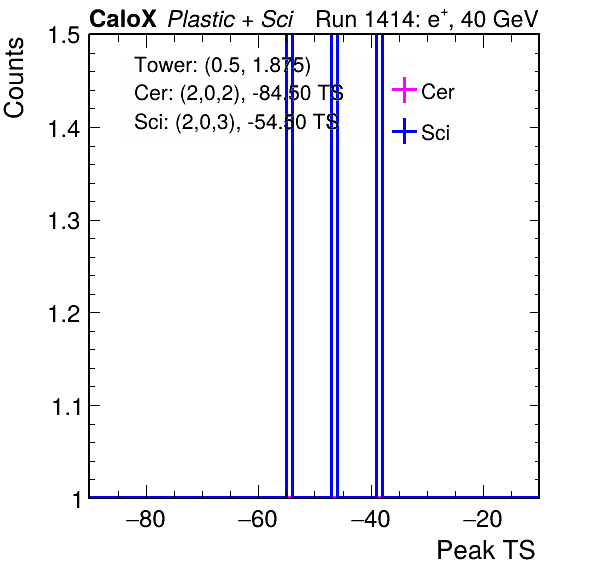 CaloX Plastic + Sci Run 1414: e+, 40 GeV
Counts
1.5
1.4
1.3
1.2
1.1
1
Tower: (0.5, 1.875)
Cer: (2,0,2), -84.50 TS
Sci: (2,0,3), -54.50 TS
Cer
Sci
−80 −60 −40 −20
Peak TS